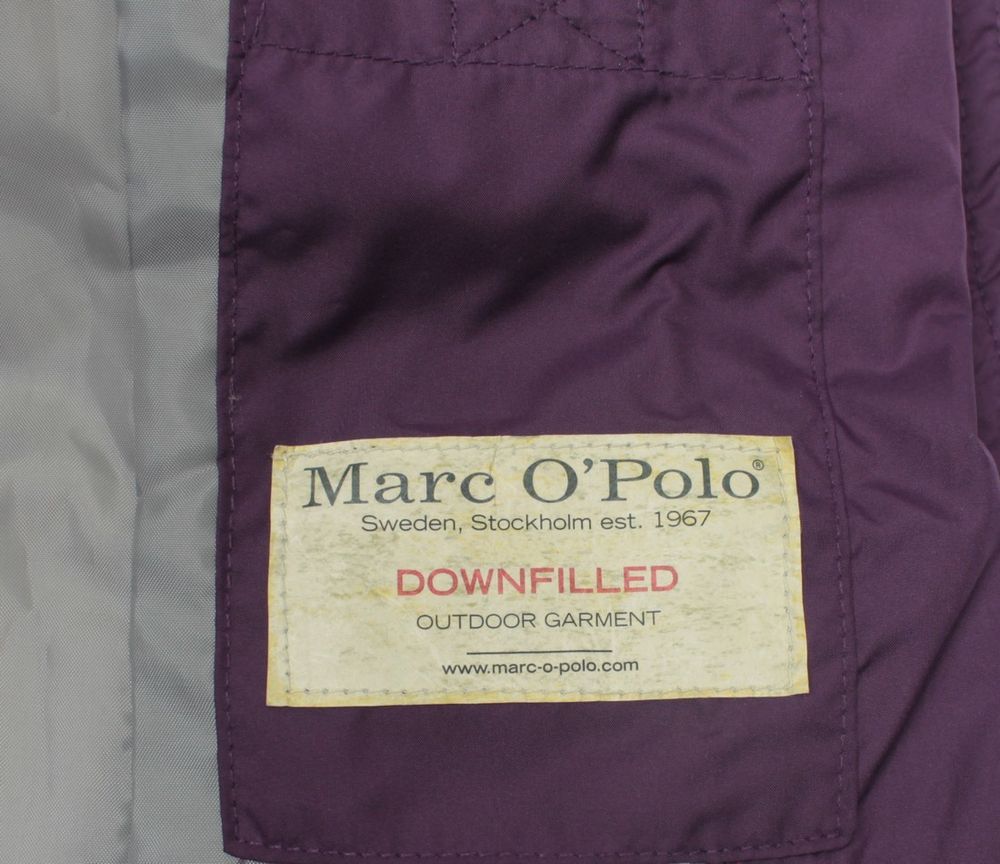 Marc O'Polo®
Sweden, Stockholm est. 1967
DOWNFILLED
OUTDOOR GARMENT
www.marc-o-polo.com